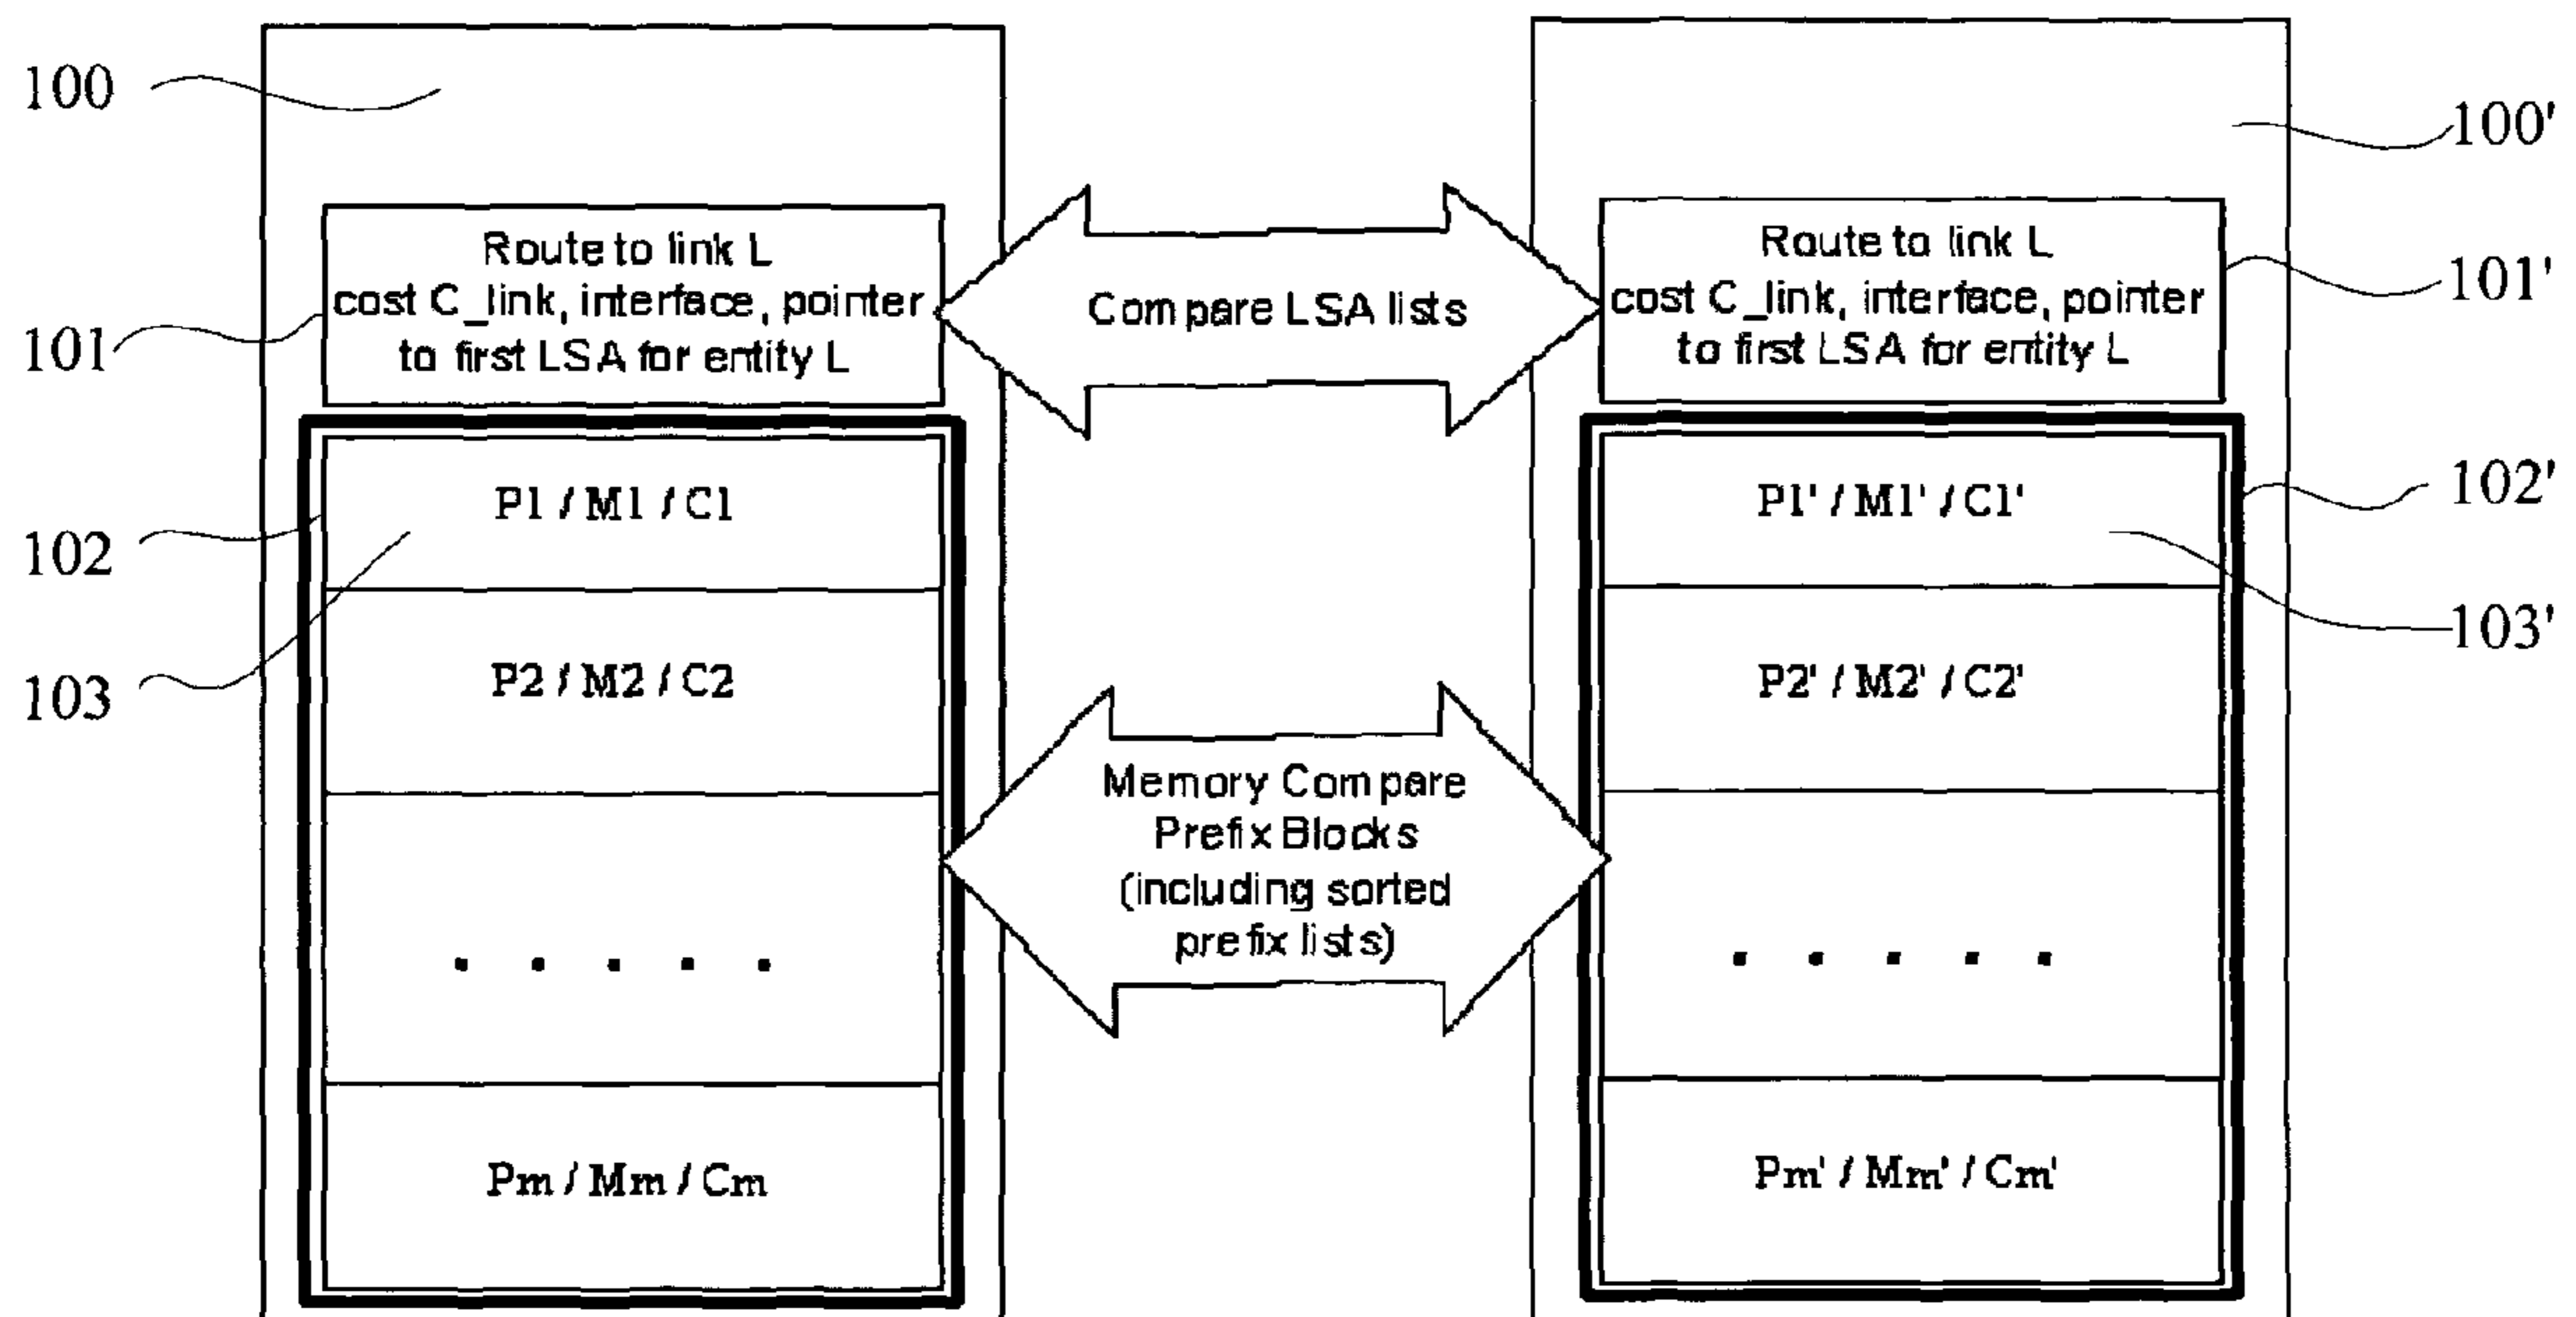 100
100'
Route to link L
cost C_link, interface, pointer
to first LSA for entity L
101
Compare LSA lists
Route to link L
cost C_link, interface, pointer
to first LSA for entity L
101'
P1 / M1 / C1
102
P1' / M1' / C1'
102'
103
P2 / M2 / C2
P2' / M2' / C2'
103'
Memory Compare
Prefix Blocks
(including sorted
prefix lists)
. . . . .
. . . . .
Pm / Mm / Cm
Pm' / Mm' / Cm'